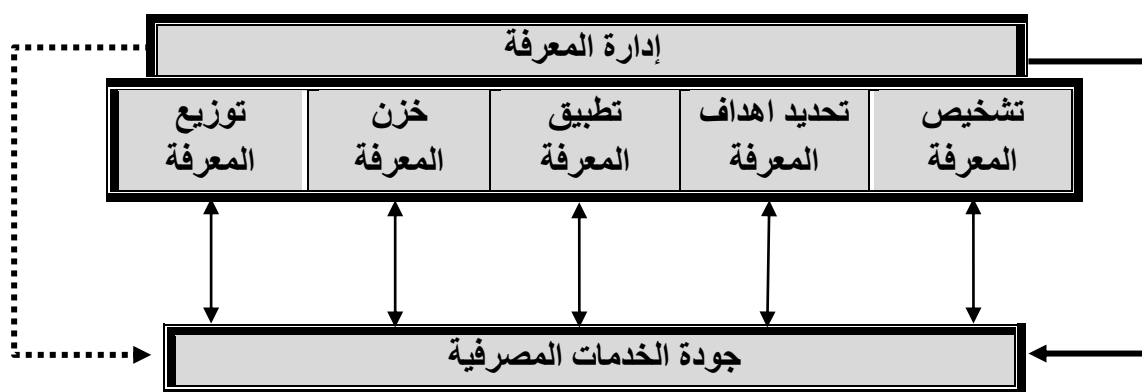 إدارة المعرفة
تشخيص
المعرفة
تحديد اهداف
المعرفة
تطبيق
المعرفة
خزن
المعرفة
توزيع
المعرفة
جودة الخدمات المصرفية